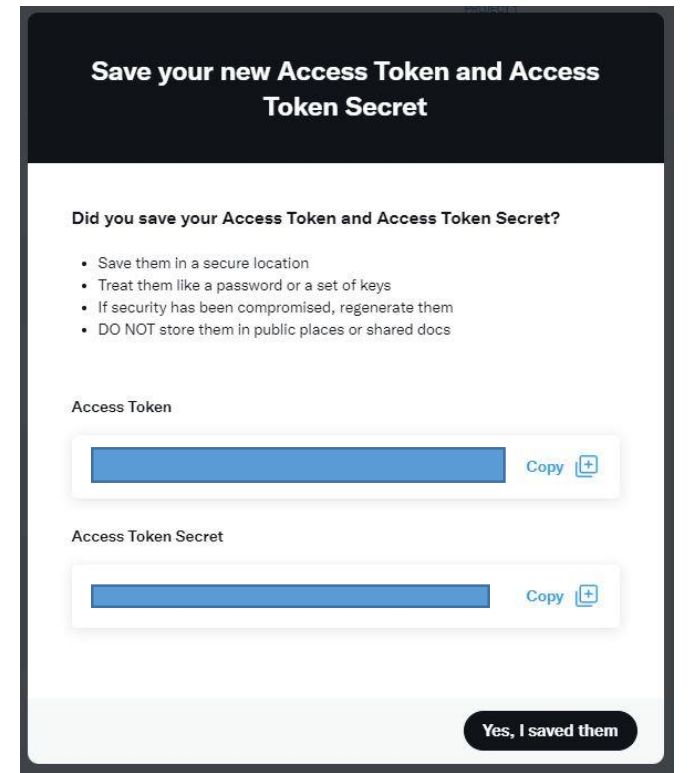 PROJECT 1
Save your new Access Token and Access
Token Secret
Did you save your Access Token and Access Token Secret?
• Save them in a secure location
• Treat them like a password or a set of keys
• If security has been compromised, regenerate them
• DO NOT store them in public places or shared docs
Access Token
Copy
Access Token Secret
Copy
Yes, I saved them